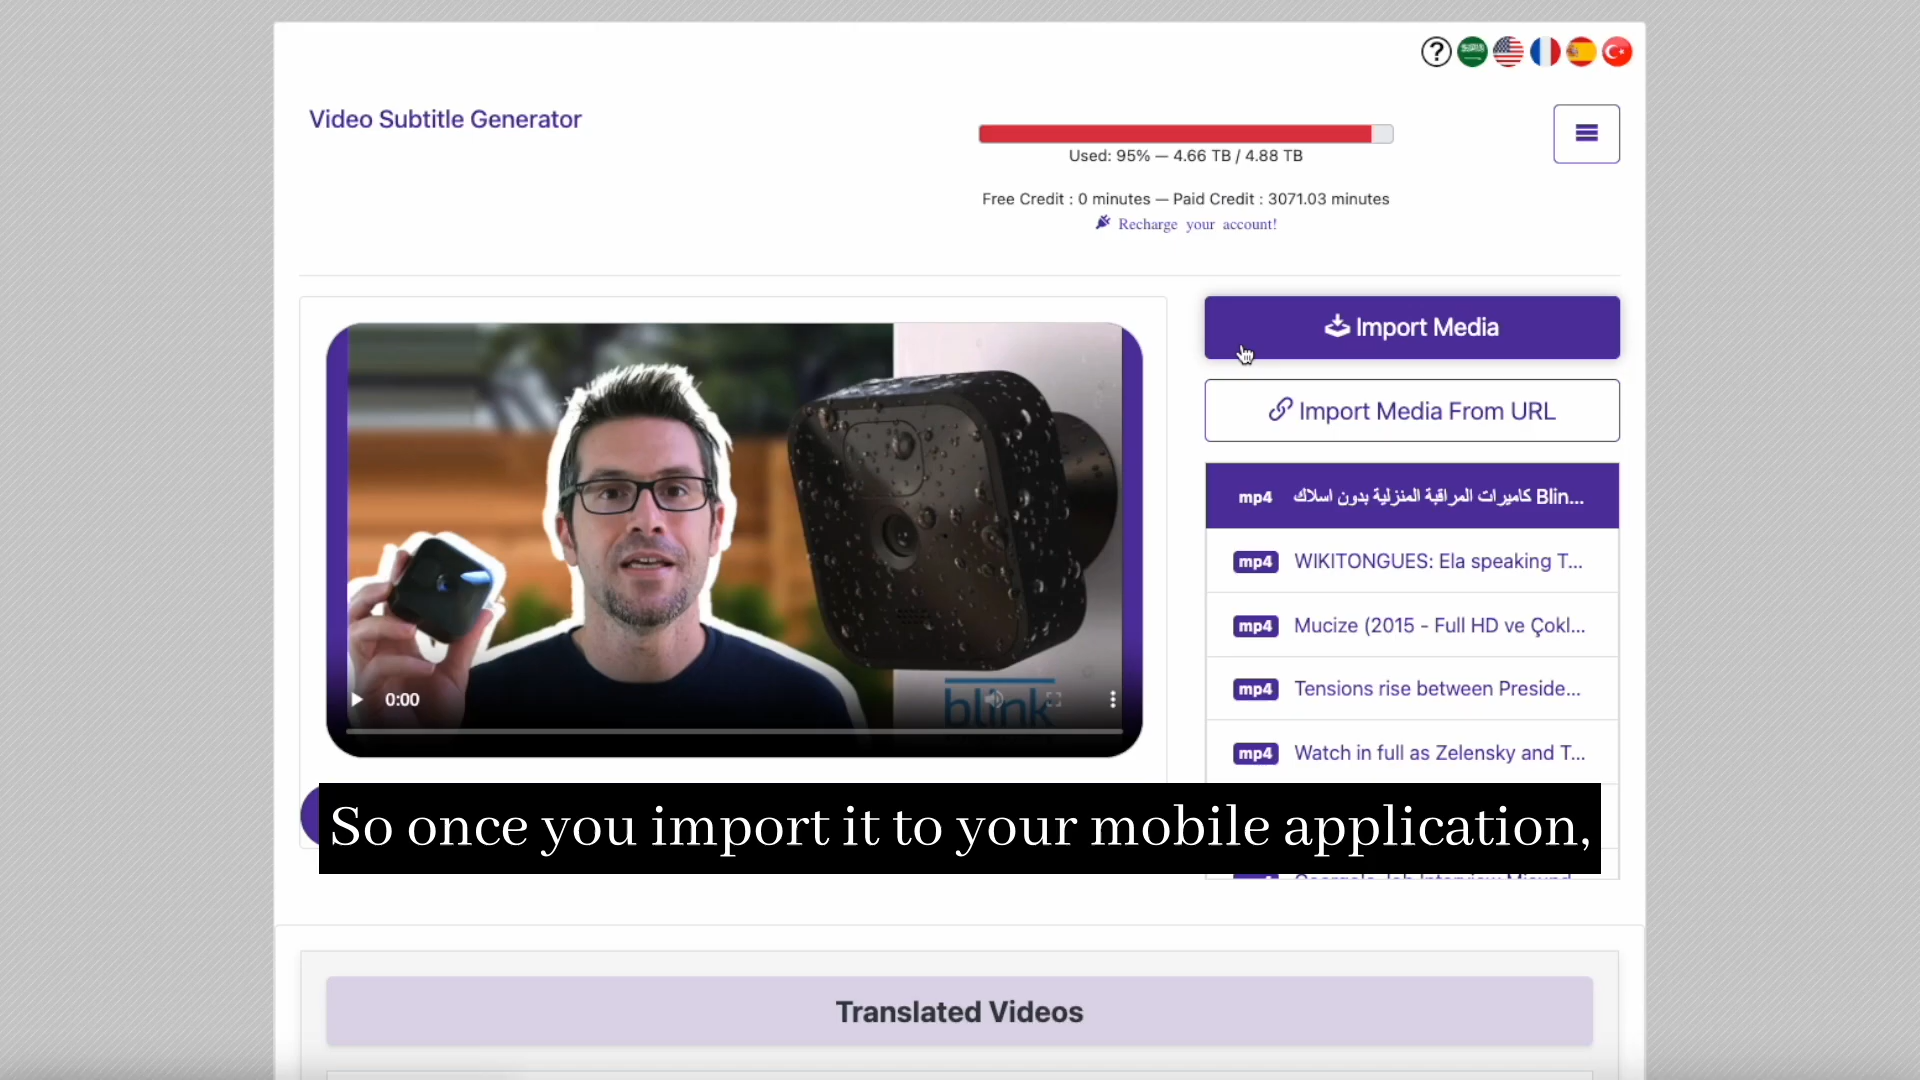 Video Subtitle Generator
Used: 95% — 4.66 TB / 4.88 TB
Free Credit : 0 minutes — Paid Credit : 3071.03 minutes
Recharge your account!
Import Media
Import Media From URL
mp4 كاميرات المراقبة المنزلية بدون اسلاك Blin...
mp4 WIKITONGUES: Ela speaking T...
mp4 Mucize (2015 - Full HD ve Çokl...
mp4 Tensions rise between Preside...
mp4 Watch in full as Zelensky and T...
blink
0:00
So once you import it to your mobile application,
Translated Videos